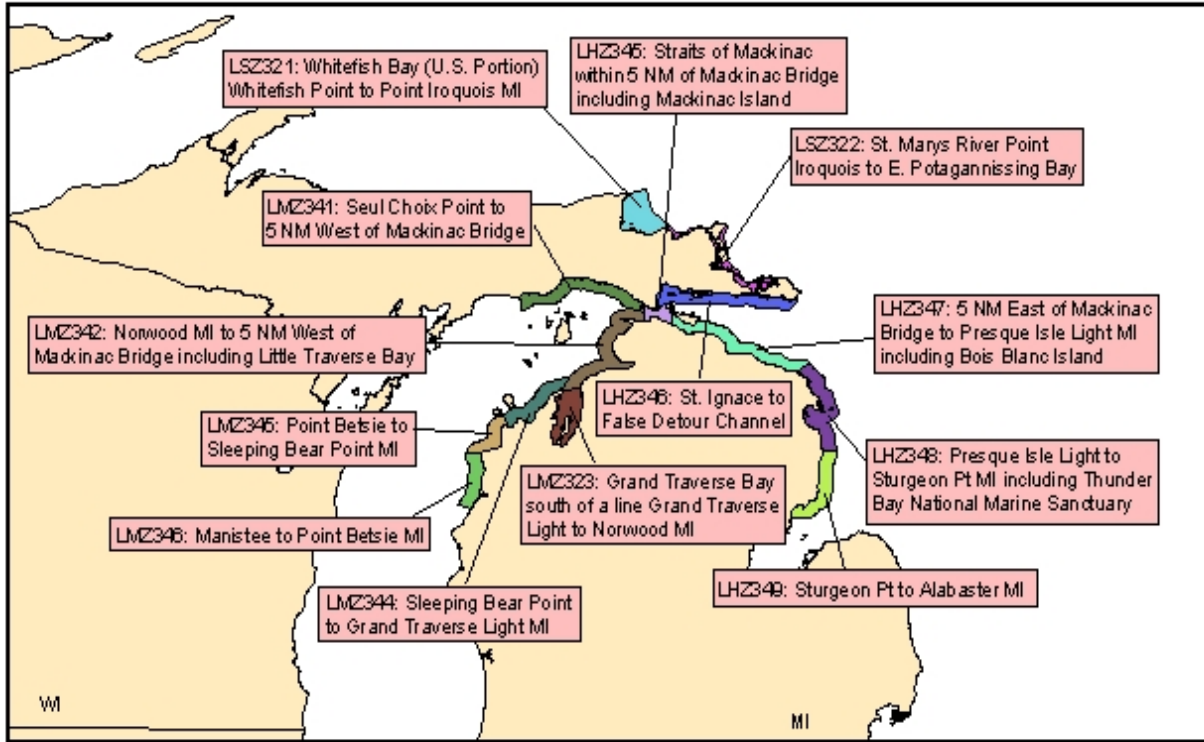 LSZ321: Whitefish Bay (U.S. Portion)
Whitefish Point to Point Iroquois MI
LHZ345: Straits of Mackinac
within 5 NM of Mackinac Bridge
including Mackinac Island
LSZ322: St. Marys River Point
Iroquois to E. Potagannissing Bay
LMZ341: Seul Choix Point to
5 NM West of Mackinac Bridge
LMZ342: Norwood MI to 5 NM West of
Mackinac Bridge including Little Traverse Bay
LHZ347: 5 NM East of Mackinac
Bridge to Presque Isle Light MI
including Bois Blanc Island
LHZ346: St. Ignace to
False Detour Channel
LMZ345: Point Betsie to
Sleeping Bear Point MI
LHZ348: Presque Isle Light to
Sturgeon Pt MI including Thunder
Bay National Marine Sanctuary
LMZ323: Grand Traverse Bay
south of a line Grand Traverse
Light to Norwood MI
LMZ346: Manistee to Point Betsie MI
LHZ349: Sturgeon Pt to Alabaster MI
LMZ344: Sleeping Bear Point
to Grand Traverse Light MI
WI
MI